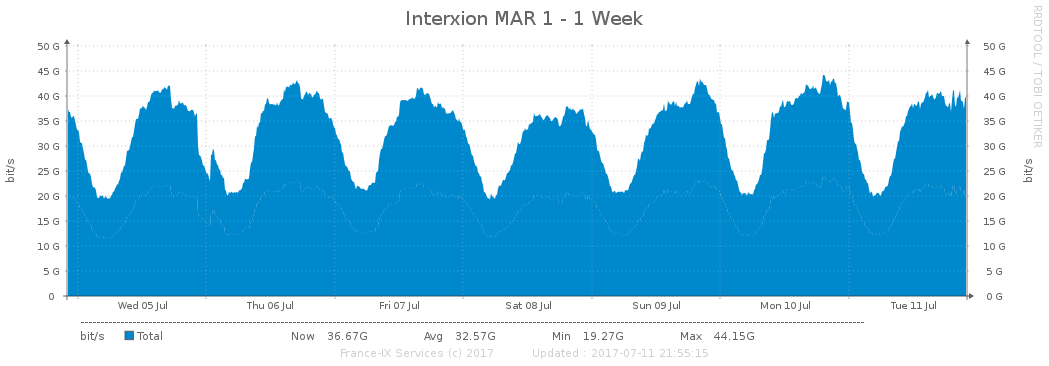 Interxion MAR 1 - 1 Week
RRDTOOL / TOBI OETIKER
50 G 50 G
45 G 45 G
40 G 40 G
35 G 35 G
30 G 30 G
25 G 25 G
20 G 20 G
15 G 15 G
10 G 10 G
5 G 5 G
0 0 G
bit/s bit/s
Wed 05 Jul Thu 06 Jul Fri 07 Jul Sat 08 Jul Sun 09 Jul Mon 10 Jul Tue 11 Jul
bit/s Total Now 36.67G Avg 32.57G Min 19.27G Max 44.15G
France-IX Services (c) 2017 Updated : 2017-07-11 21:55:15